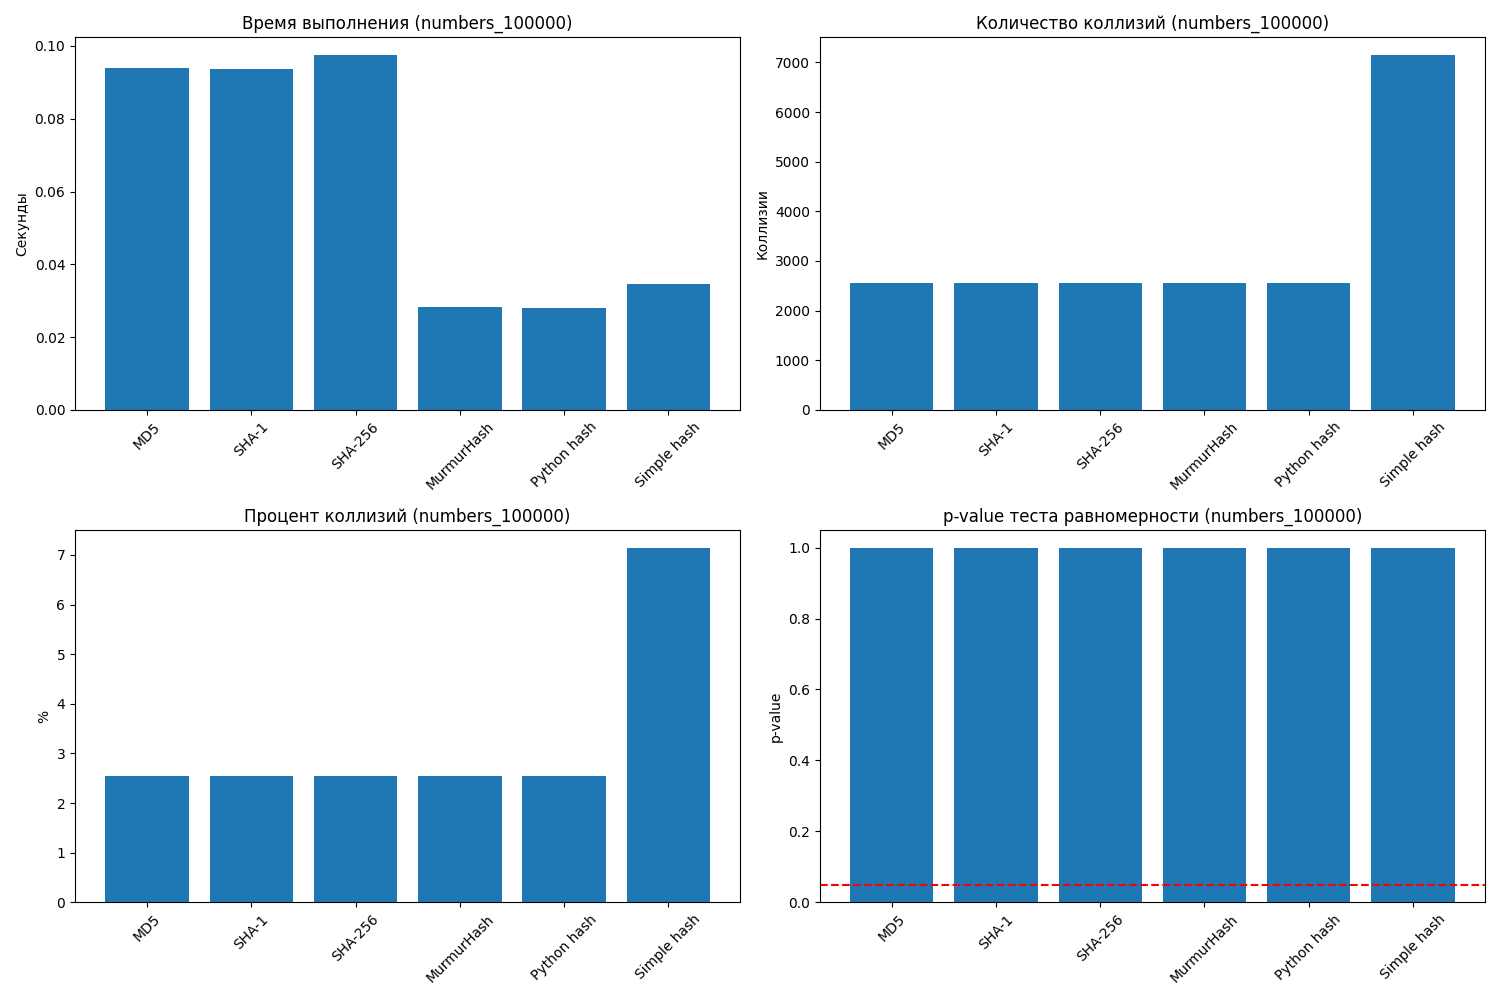 Время выполнения (numbers_100000)
Секунды
0.10
0.08
0.06
0.04
0.02
0.00
MD5
SHA-1
SHA-256
MurmurHash
Python hash
Simple hash
Количество коллизий (numbers_100000)
Коллизии
7000
6000
5000
4000
3000
2000
1000
0
MD5
SHA-1
SHA-256
MurmurHash
Python hash
Simple hash
Процент коллизий (numbers_100000)
%
7
6
5
4
3
2
1
0
MD5
SHA-1
SHA-256
MurmurHash
Python hash
Simple hash
p-value теста равномерности (numbers_100000)
p-value
1.0
0.8
0.6
0.4
0.2
0.0
MD5
SHA-1
SHA-256
MurmurHash
Python hash
Simple hash